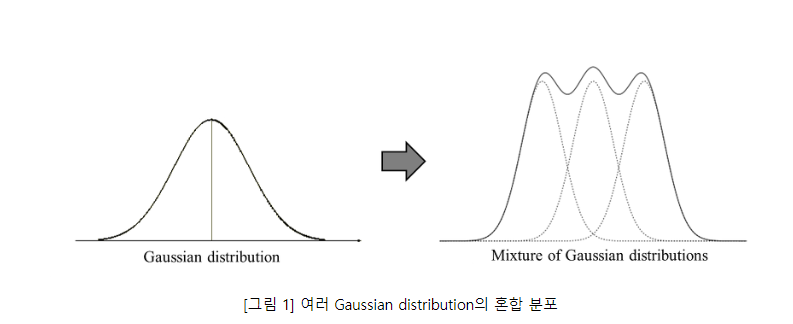 Gaussian distribution
Mixture of Gaussian distributions
[그림 1] 여러 Gaussian distribution의 혼합 분포